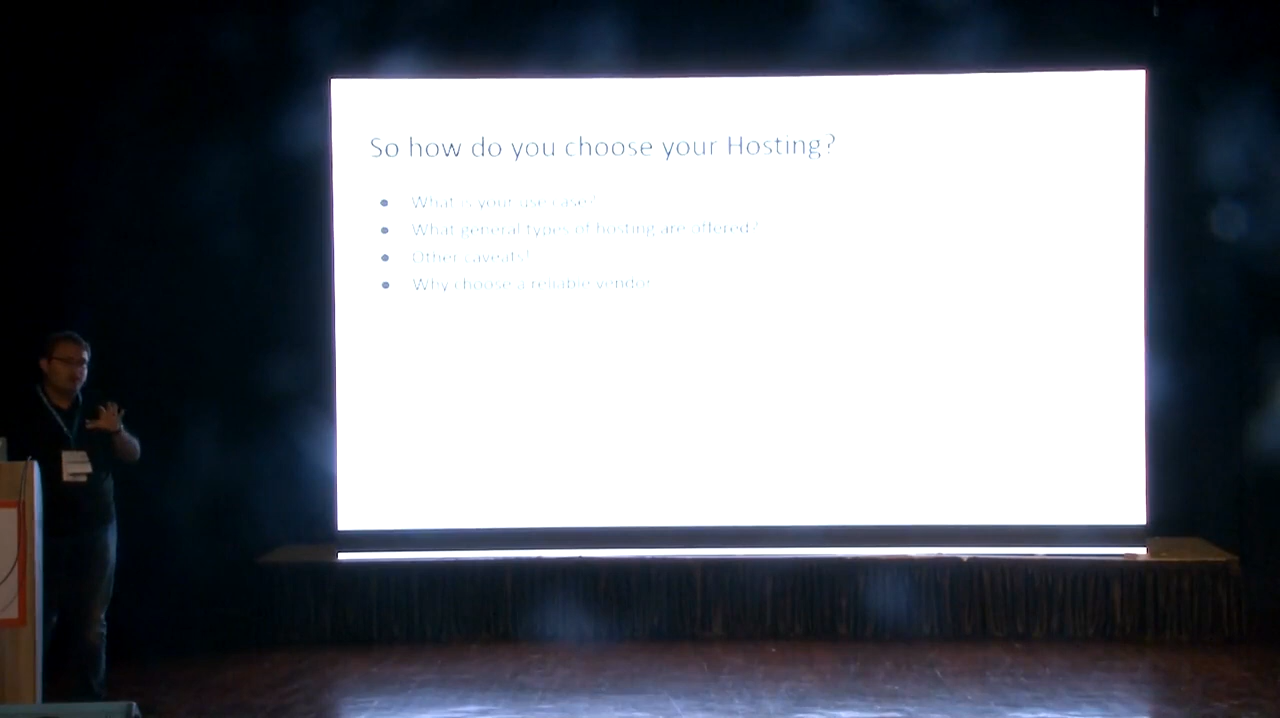 So how do you choose your Hosting?
● What is your use case?
● What general types of hosting are offered?
● Other caveats!
● Why choose a reliable vendor